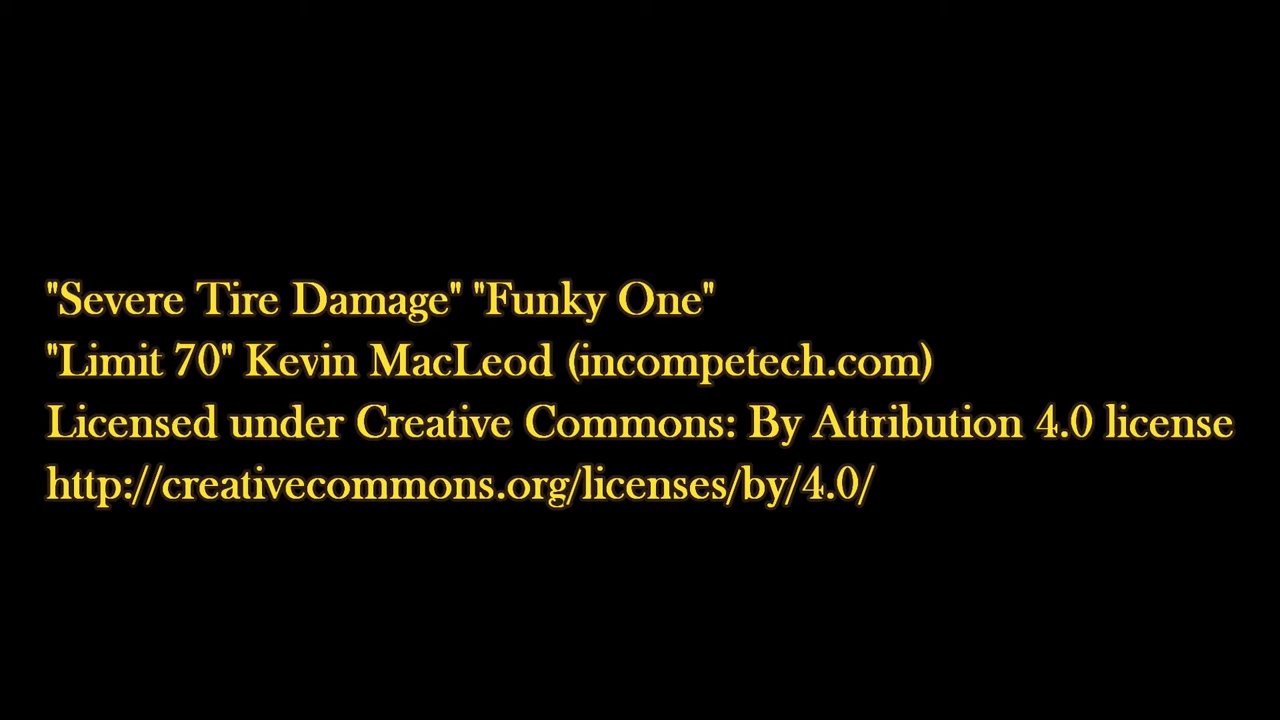 "Severe Tire Damage" "Funky One"
"Limit 70" Kevin MacLeod (incompetech.com)
Licensed under Creative Commons: By Attribution 4.0 license
http://creativecommons.org/licenses/by/4.0/